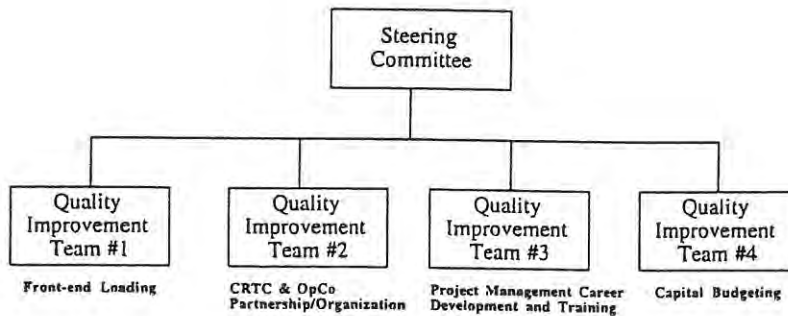 Steering
Committee
Quality
Improvement
Team #1
Quality
Improvement
Team #2
Quality
Improvement
Team #3
Quality
Improvement
Team #4
Front-end Loading
CRTC & OpCo
Partnership/Organization
Project Management Career
Development and Training
Capital Budgeting